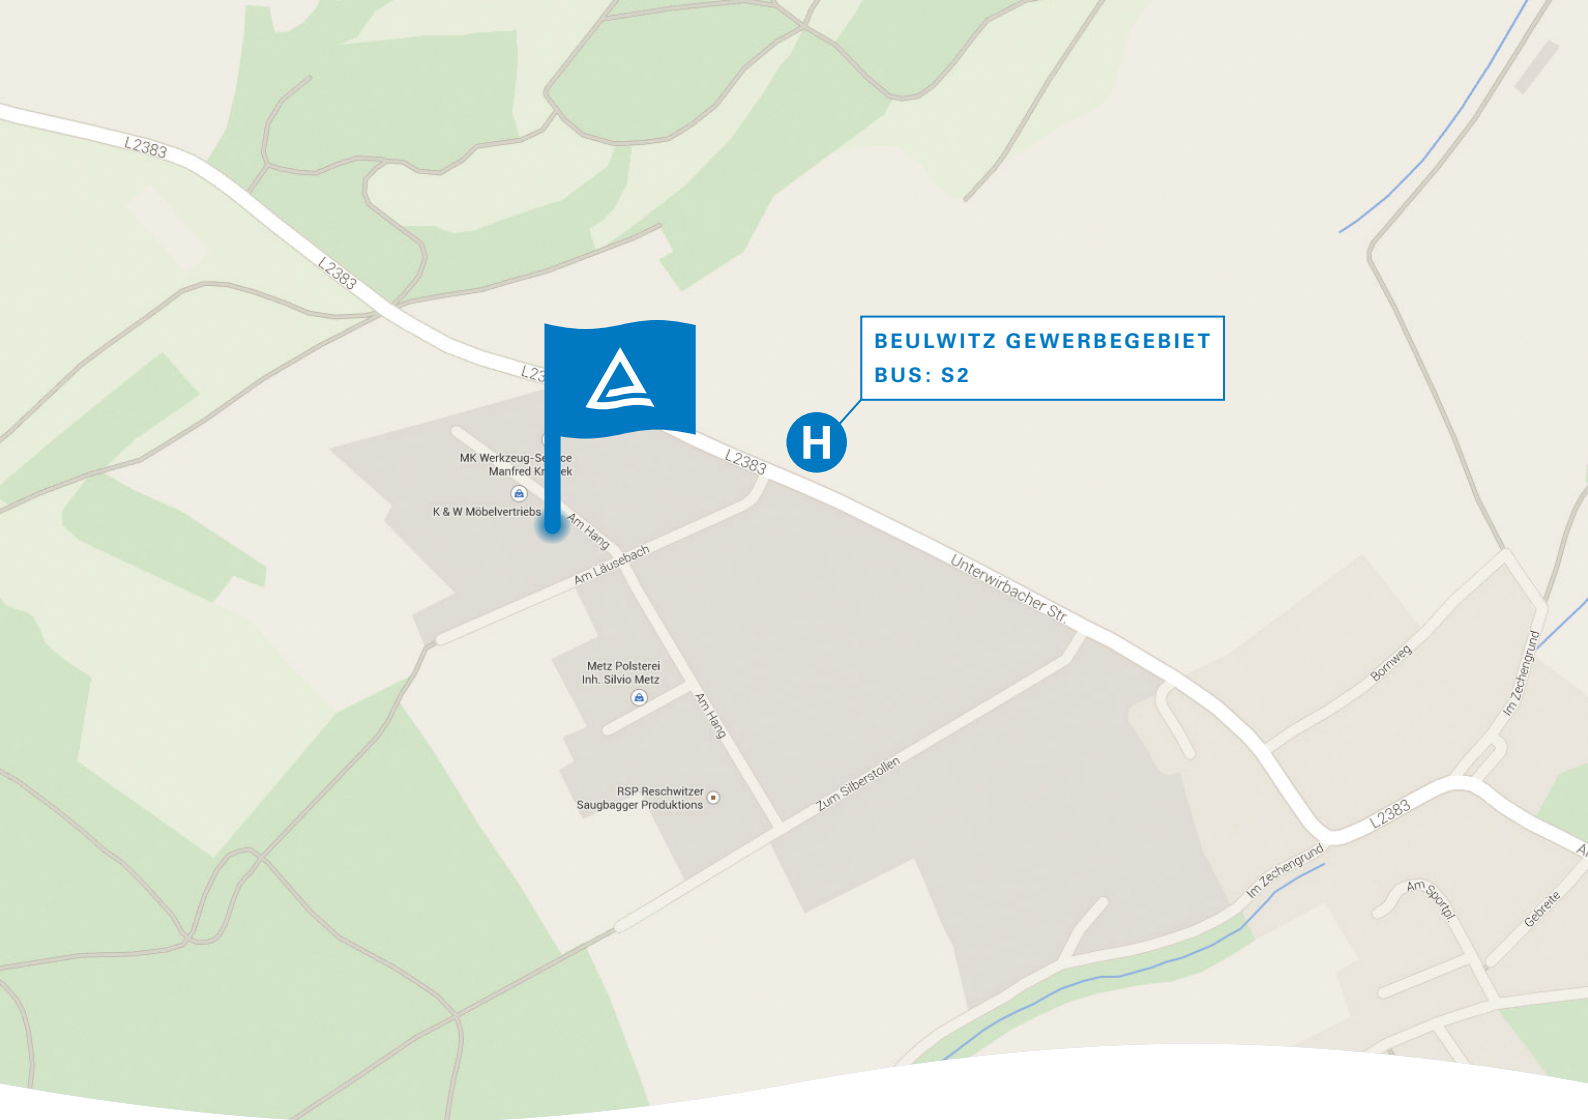 L2383
L2383
BEULWITZ GEWERBEGEBIET
BUS: S2
H
L2383
MK Werkzeug-Se
Manfred
K & W Möbelvertriebs
Am Hang
Am Läusebach
Unterwirbacher Str.
Metz Polsterei
Inh. Silvio Metz
Am Hang
Bornweg
Im Zechengrund
RSP Reschwitzer
Saugbagger Produktions
Zum Silberstollen
L2383
Im Zechengrund
Am Sportpl.
Gebreite